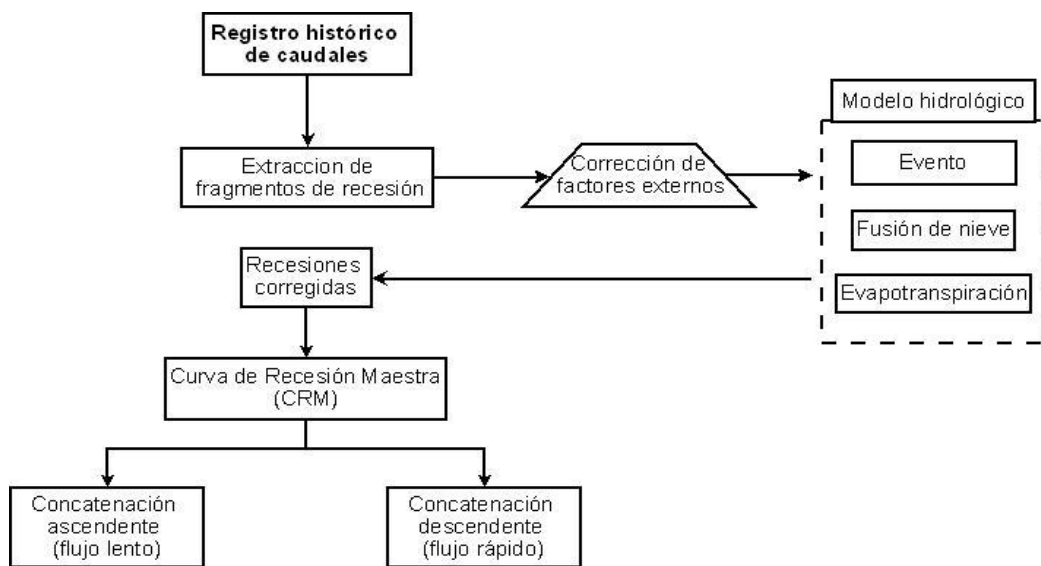 Registro histórico
de caudales
Extraccion de
fragmentos de recesión
Corrección de
factores externos
Modelo hidrológico
Evento
Fusión de nieve
Evapotranspiración
Recesiones
corregidas
Curva de Recesión Maestra
(CRM)
Concatenación
ascendente
(flujo lento)
Concatenación
descendente
(flujo rápido)